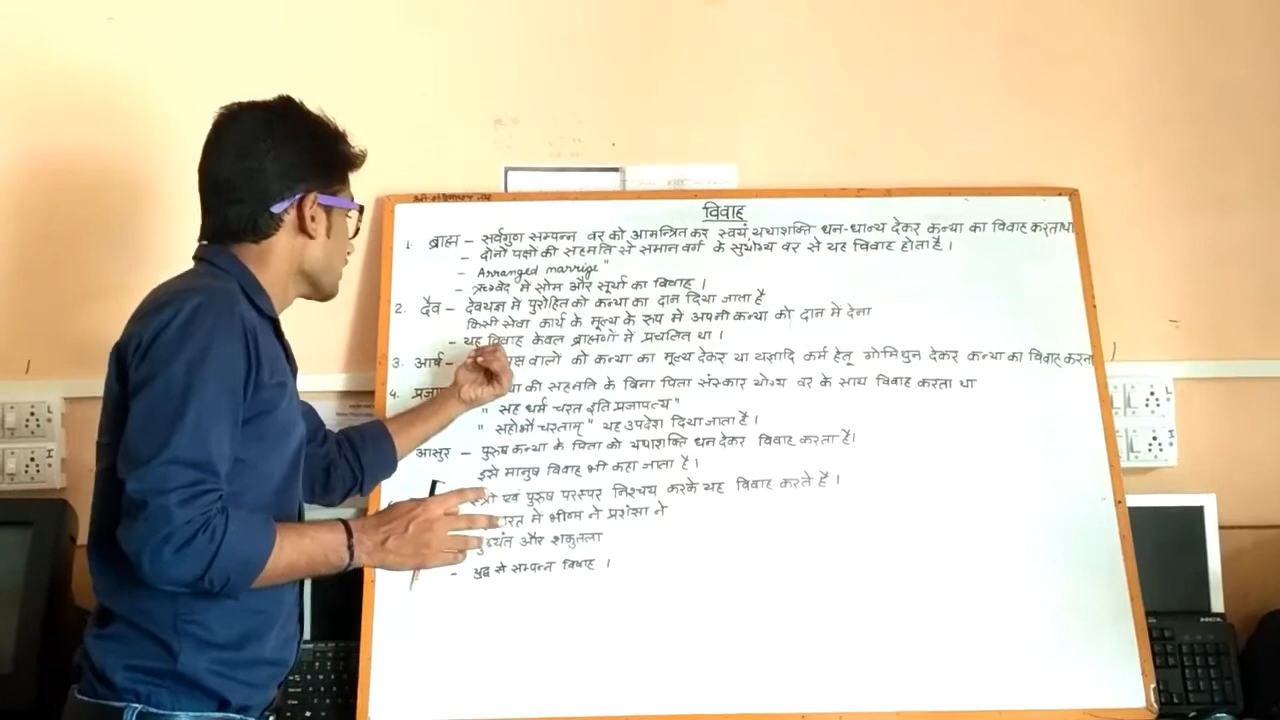 विवाह
1. ब्राह्म – सर्वगुण सम्पन्न वर को आमन्त्रित कर स्वयं यथाशक्ति धन-धान्य देकर कन्या का विवाह करता था
– दोनो पक्षो की सहमति से समान वर्ग के सुयोग्य वर से यह विवाह होता है ।
– Arranged marrige"
– ऋग्वेद मे सोम और सूर्या का विवाह ।
2. दैव – देवयज्ञ मे पुरोहित को कन्या का दान दिया जाता है
किसी सेवा कार्य के मूल्य के रुप मे अपनी कन्या को दान में देना
– यह विवाह केवल ब्राह्मणो मे प्रचलित था ।
3. आर्ष – वालो को कन्या का मूल्य देकर या यज्ञादि कर्म हेतू गोमिथुन देकर कन्या का विवाह करना
4. की सहमति के बिना पिता संस्कार योग्य वर के साथ विवाह करता था
" सह धर्म चरत इति प्रजापत्य"
" सहोभौ चरताम् " यह उपदेश दिया जाता है ।
आसुर – पुरुष कन्या के पिता को यथाशक्ति धन देकर विवाह करता है।
इसे मानुष विवाह भी कहा जाता है ।
स्त्री एवं पुरुष परस्पर निश्चय करके यह विवाह करते है ।
मे भीष्म ने प्रशंसा ने
और शकुतला
– युद्ध से सम्पन्न विवाह ।